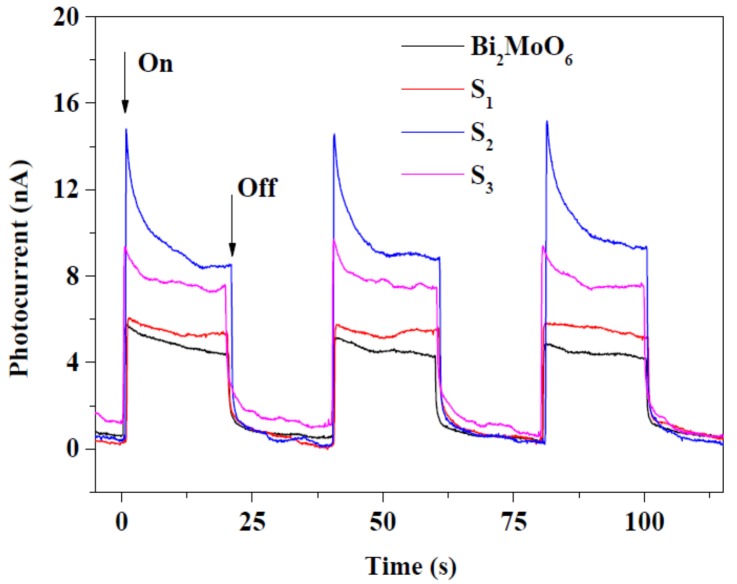 20
16
12
8
4
0
Photocurrent (nA)
On
Off
Bi₂MoO₆
S₁
S₂
S₃
0 25 50 75 100
Time (s)